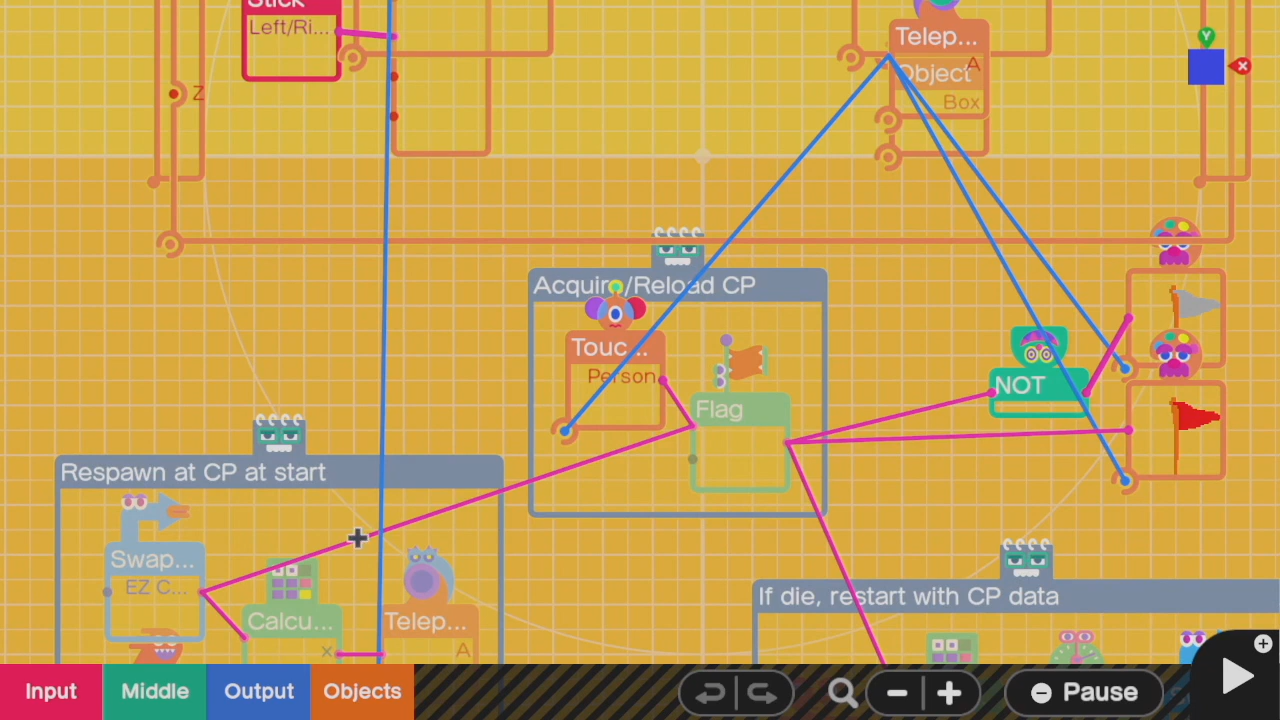 Stick
Left/Ri...
Telep...
Object
A
Box
Y
X
Z
Acquire/Reload CP
Touc...
Person
Flag
NOT
Respawn at CP at start
Swap...
EZ C...
Calcu...
Telep...
×
A
If die, restart with CP data
Input
Middle
Output
Objects
Pause